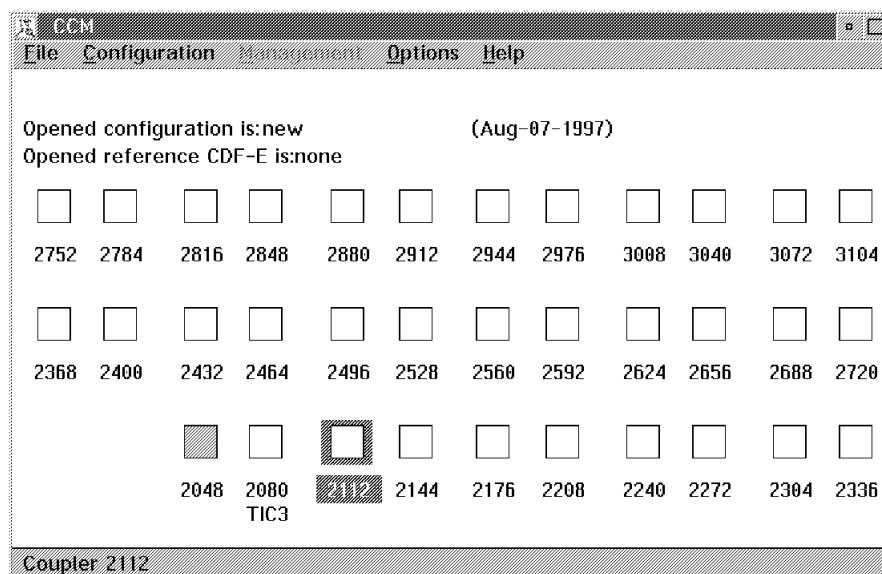 CCM
File Configuration Management Options Help
Opened configuration is:new (Aug-07-1997)
Opened reference CDF-E is:none
2752 2784 2816 2848 2880 2912 2944 2976 3008 3040 3072 3104
2368 2400 2432 2464 2496 2528 2560 2592 2624 2656 2688 2720
2048 2080 2112 2144 2176 2208 2240 2272 2304 2336
TIC3
Coupler 2112